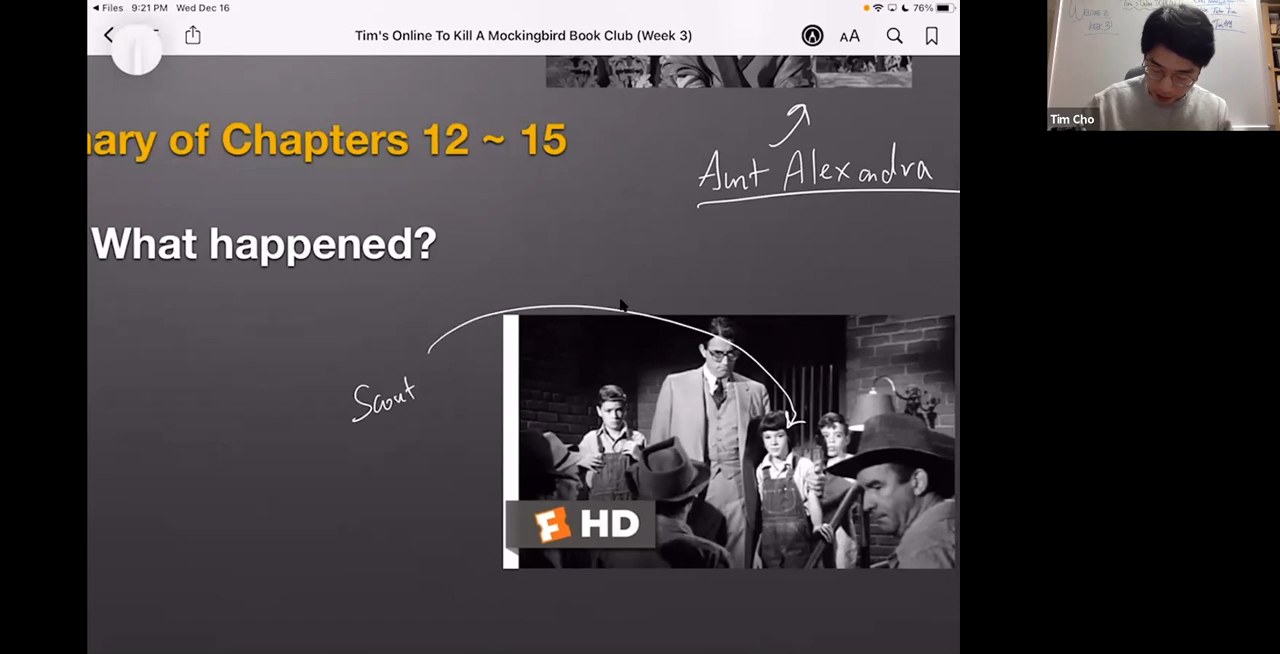 Files 9:21 PM Wed Dec 16
76%
Tim's Online To Kill A Mockingbird Book Club (Week 3)
AA
nary of Chapters 12 ~ 15
Aunt Alexandra
What happened?
Scout
F HD
Tim Cho